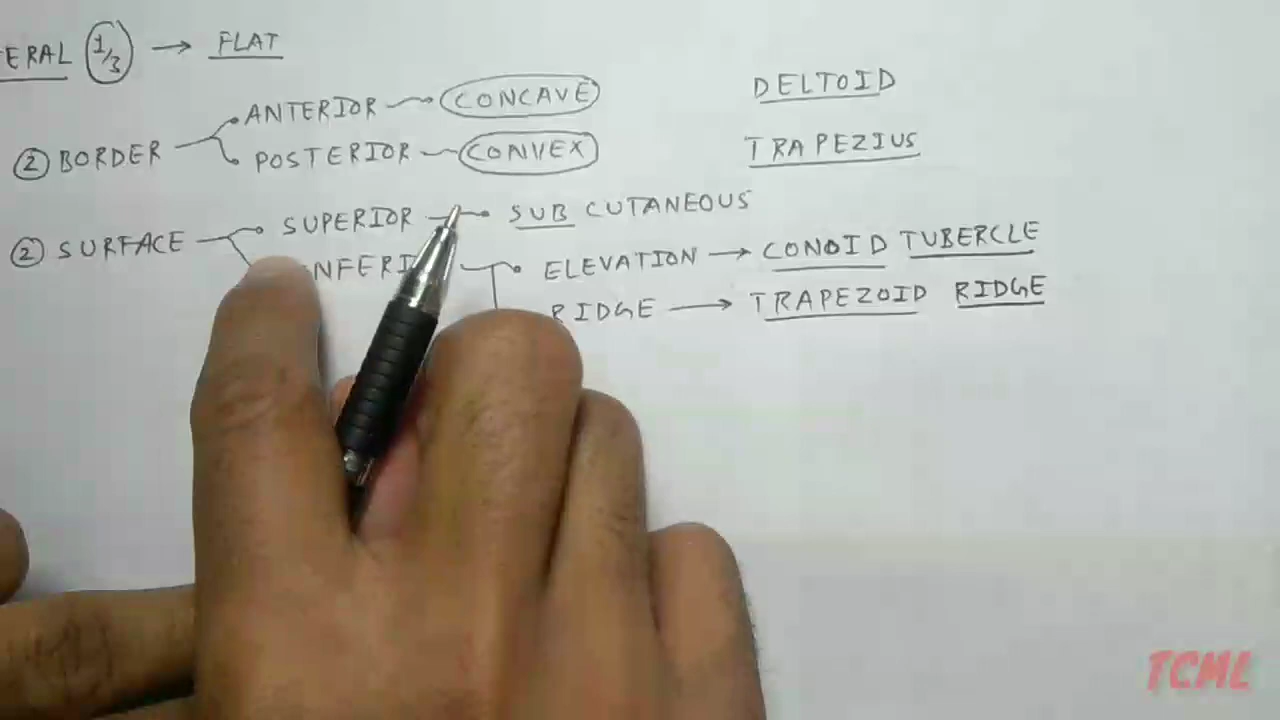 ERAL 1/3 → FLAT
② BORDER ANTERIOR CONCAVE DELTOID
POSTERIOR CONVEX TRAPEZIUS
② SURFACE SUPERIOR SUB CUTANEOUS
NFERI ELEVATION → CONOID TUBERCLE
RIDGE → TRAPEZOID RIDGE
TCML